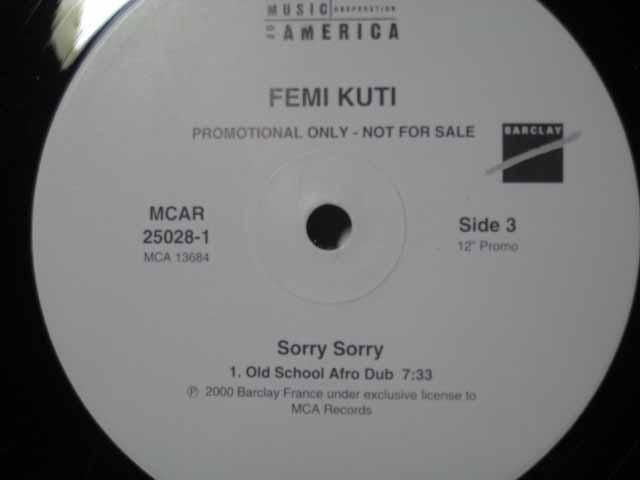 MUSIC CORPORATION
OF AMERICA
FEMI KUTI
PROMOTIONAL ONLY - NOT FOR SALE
BARCLAY
MCAR
25028-1
MCA 13684
Side 3
12" Promo
Sorry Sorry
1. Old School Afro Dub 7:33
℗ 2000 Barclay France under exclusive license to
MCA Records